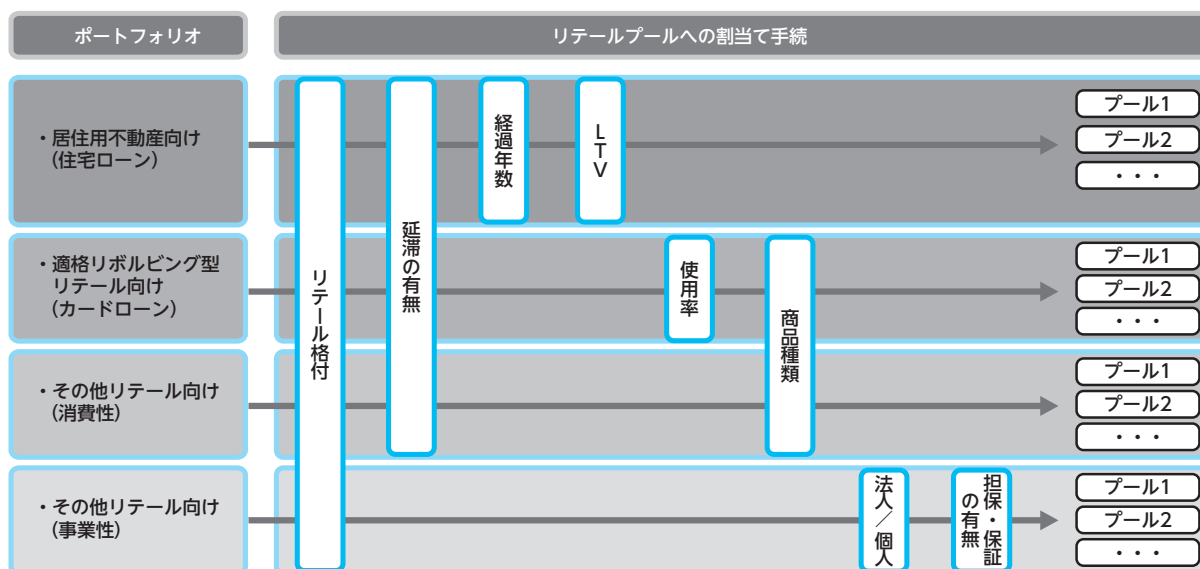 ポートフォリオ
リテールプールへの割当て手続
・居住用不動産向け
(住宅ローン)
リテール格付
延滞の有無
経過年数
LTV
プール1
プール2
・・・
・適格リボルビング型
リテール向け
(カードローン)
使用率
商品種類
プール1
プール2
・・・
・その他リテール向け
(消費性)
プール1
プール2
・・・
・その他リテール向け
(事業性)
法人／個人
担保・保証
の有無
プール1
プール2
・・・